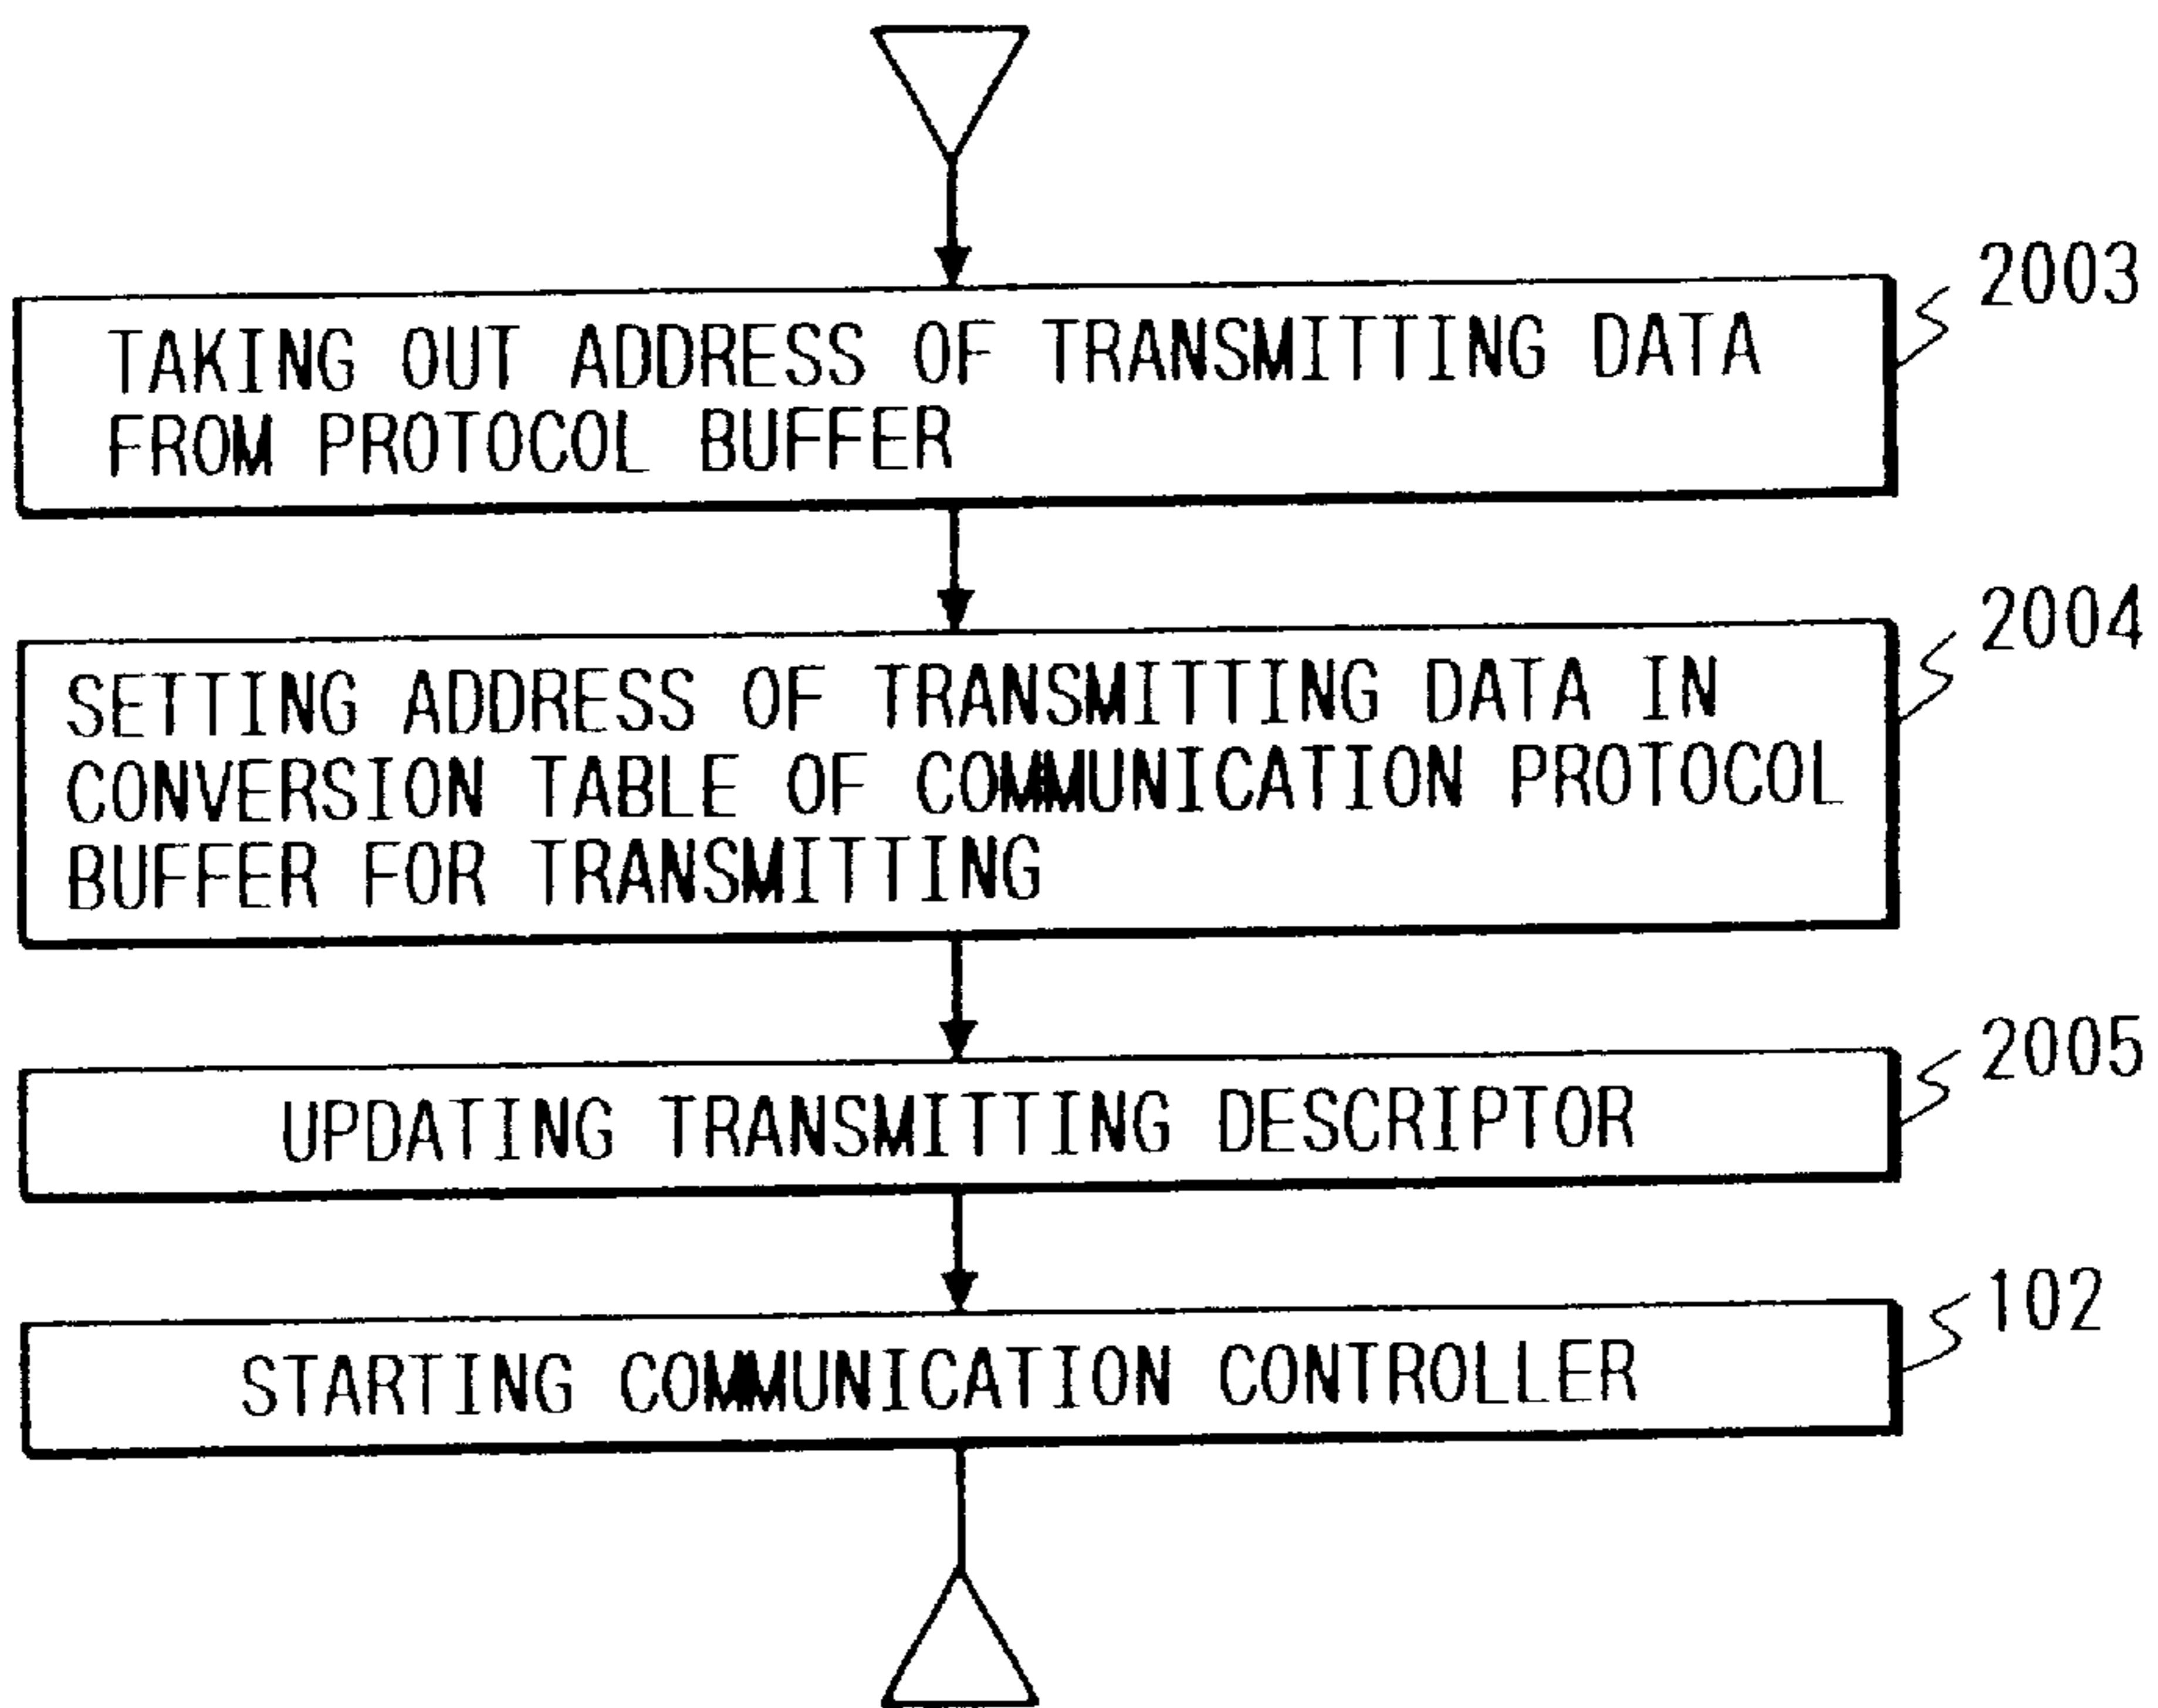 2003
TAKING OUT ADDRESS OF TRANSMITTING DATA
FROM PROTOCOL BUFFER
2004
SETTING ADDRESS OF TRANSMITTING DATA IN
CONVERSION TABLE OF COMMUNICATION PROTOCOL
BUFFER FOR TRANSMITTING
2005
UPDATING TRANSMITTING DESCRIPTOR
102
STARTING COMMUNICATION CONTROLLER